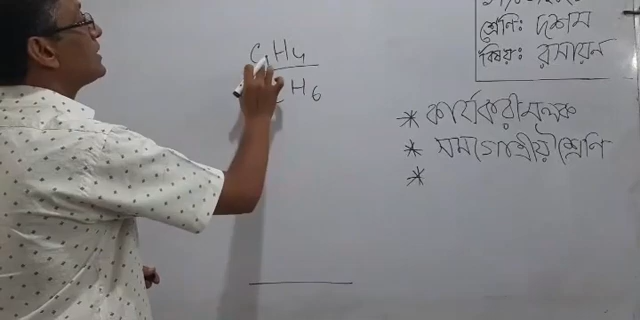 শ্রেণি: দশম
বিষয়: রসায়ন
CH₄
H₆
* কার্যকরীমূলক
* সমগোত্রীয়শ্রেণি
*